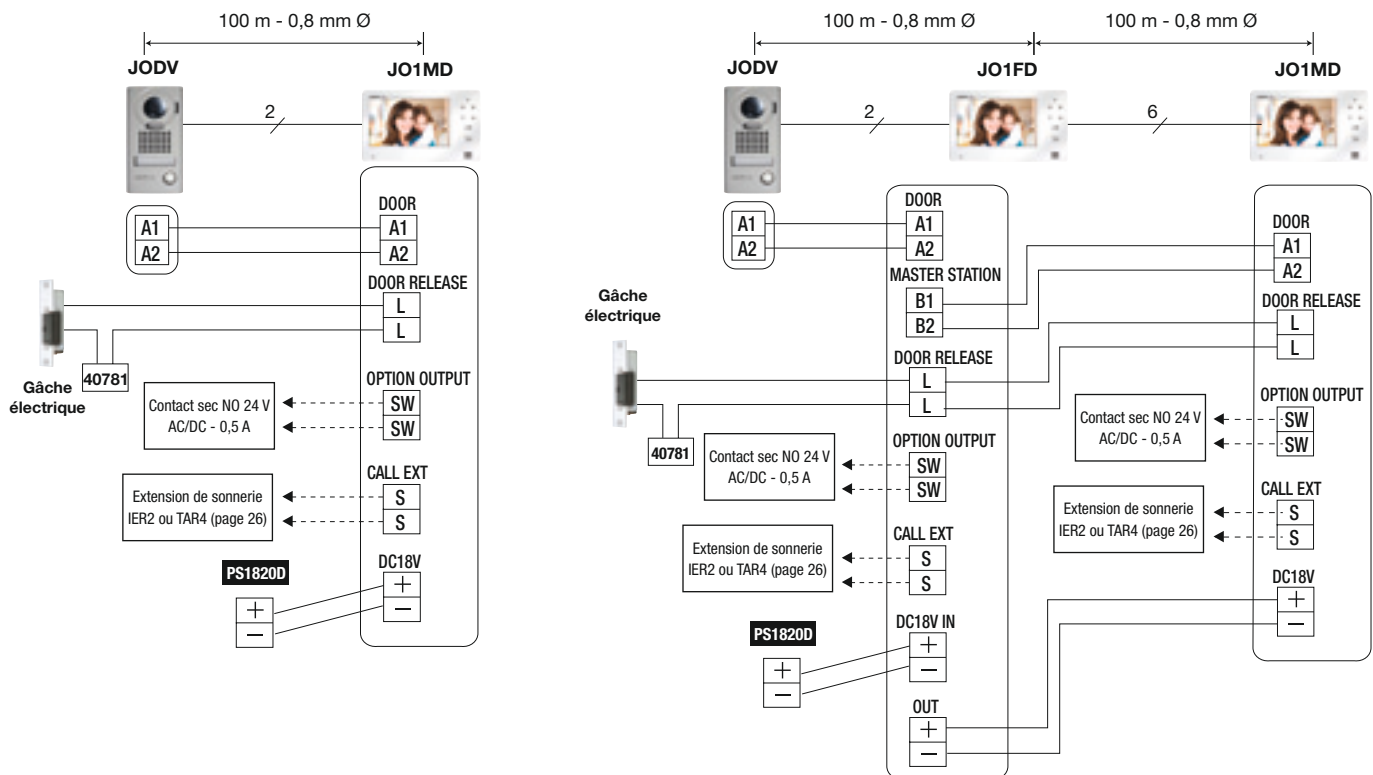 100 m - 0,8 mm Ø
JODV
JO1MD
2
A1
A2
DOOR
A1
A2
DOOR RELEASE
L
L
Gâche
électrique
40781
OPTION OUTPUT
SW
SW
Contact sec NO 24 V
AC/DC - 0,5 A
CALL EXT
S
S
Extension de sonnerie
IER2 ou TAR4 (page 26)
PS1820D
+
−
DC18V
+
−
100 m - 0,8 mm Ø
100 m - 0,8 mm Ø
JODV
JO1FD
JO1MD
2
6
A1
A2
DOOR
A1
A2
MASTER STATION
B1
B2
DOOR RELEASE
L
L
Gâche
électrique
40781
OPTION OUTPUT
SW
SW
Contact sec NO 24 V
AC/DC - 0,5 A
CALL EXT
S
S
Extension de sonnerie
IER2 ou TAR4 (page 26)
PS1820D
+
−
DC18V IN
+
−
OUT
+
−
DOOR
A1
A2
DOOR RELEASE
L
L
OPTION OUTPUT
SW
SW
Contact sec NO 24 V
AC/DC - 0,5 A
CALL EXT
S
S
Extension de sonnerie
IER2 ou TAR4 (page 26)
DC18V
+
−